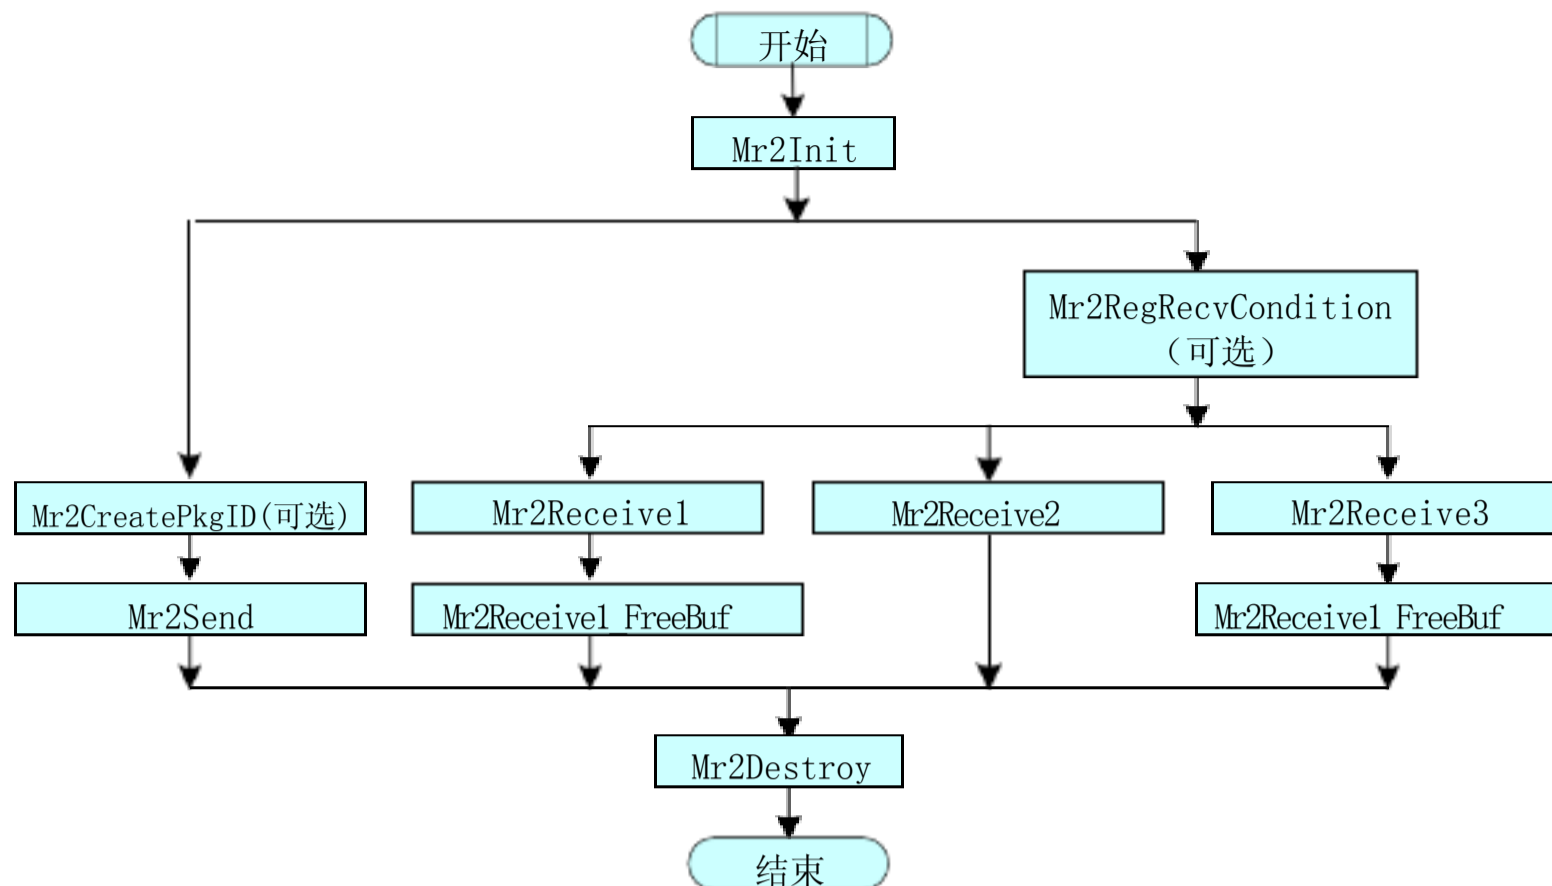 开始
Mr2Init
Mr2RegRecvCondition
（可选）
Mr2CreatePkgID(可选)
Mr2Receive1
Mr2Receive2
Mr2Receive3
Mr2Send
Mr2Receive1_FreeBuf
Mr2Receive1_FreeBuf
Mr2Destroy
结束